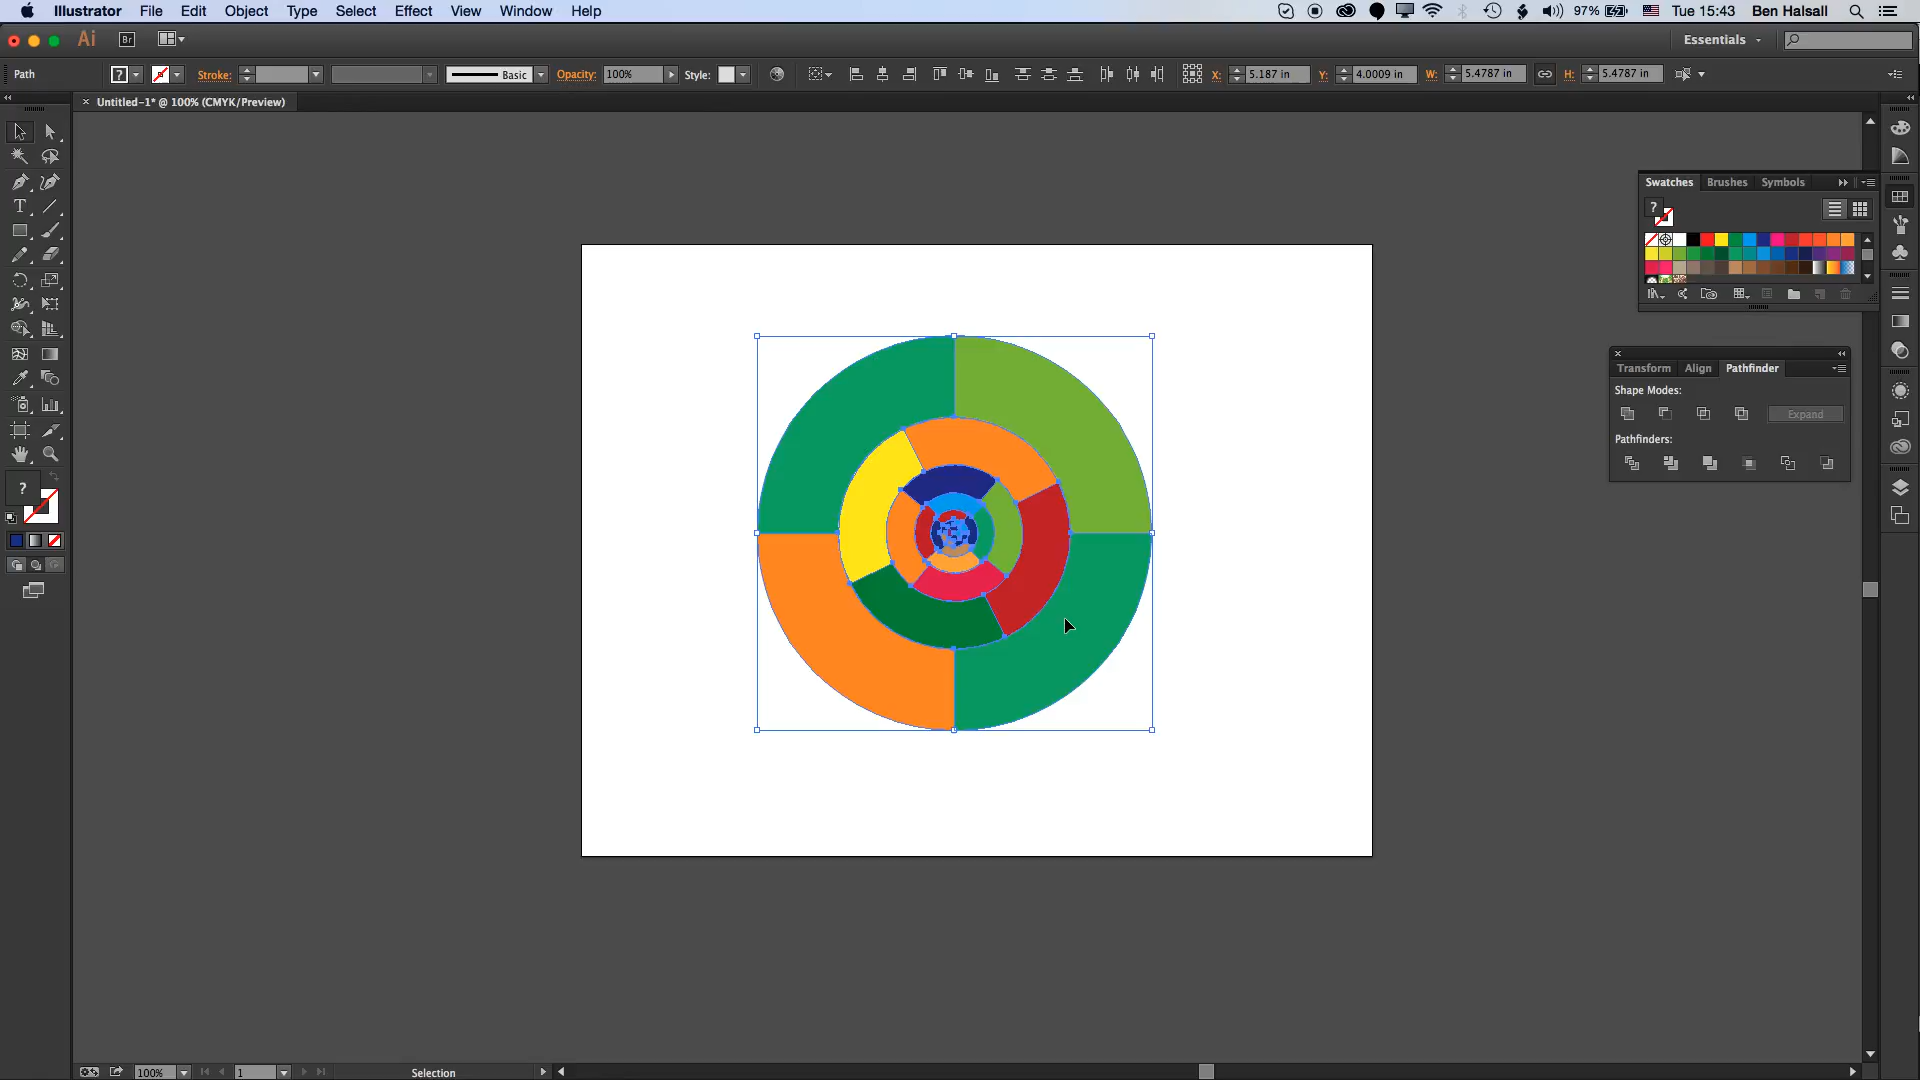 Illustrator File Edit Object Type Select Effect View Window Help 97% Tue 15:43 Ben Halsall
Ai Br Essentials
Path ? Stroke: Basic Opacity: 100% Style: X: 5.187 in Y: 4.0009 in W: 5.4787 in H: 5.4787 in
× Untitled-1* @ 100% (CMYK/Preview)
Swatches Brushes Symbols
?
Transform Align Pathfinder
Shape Modes:
Expand
Pathfinders:
T
?
100% 1 Selection